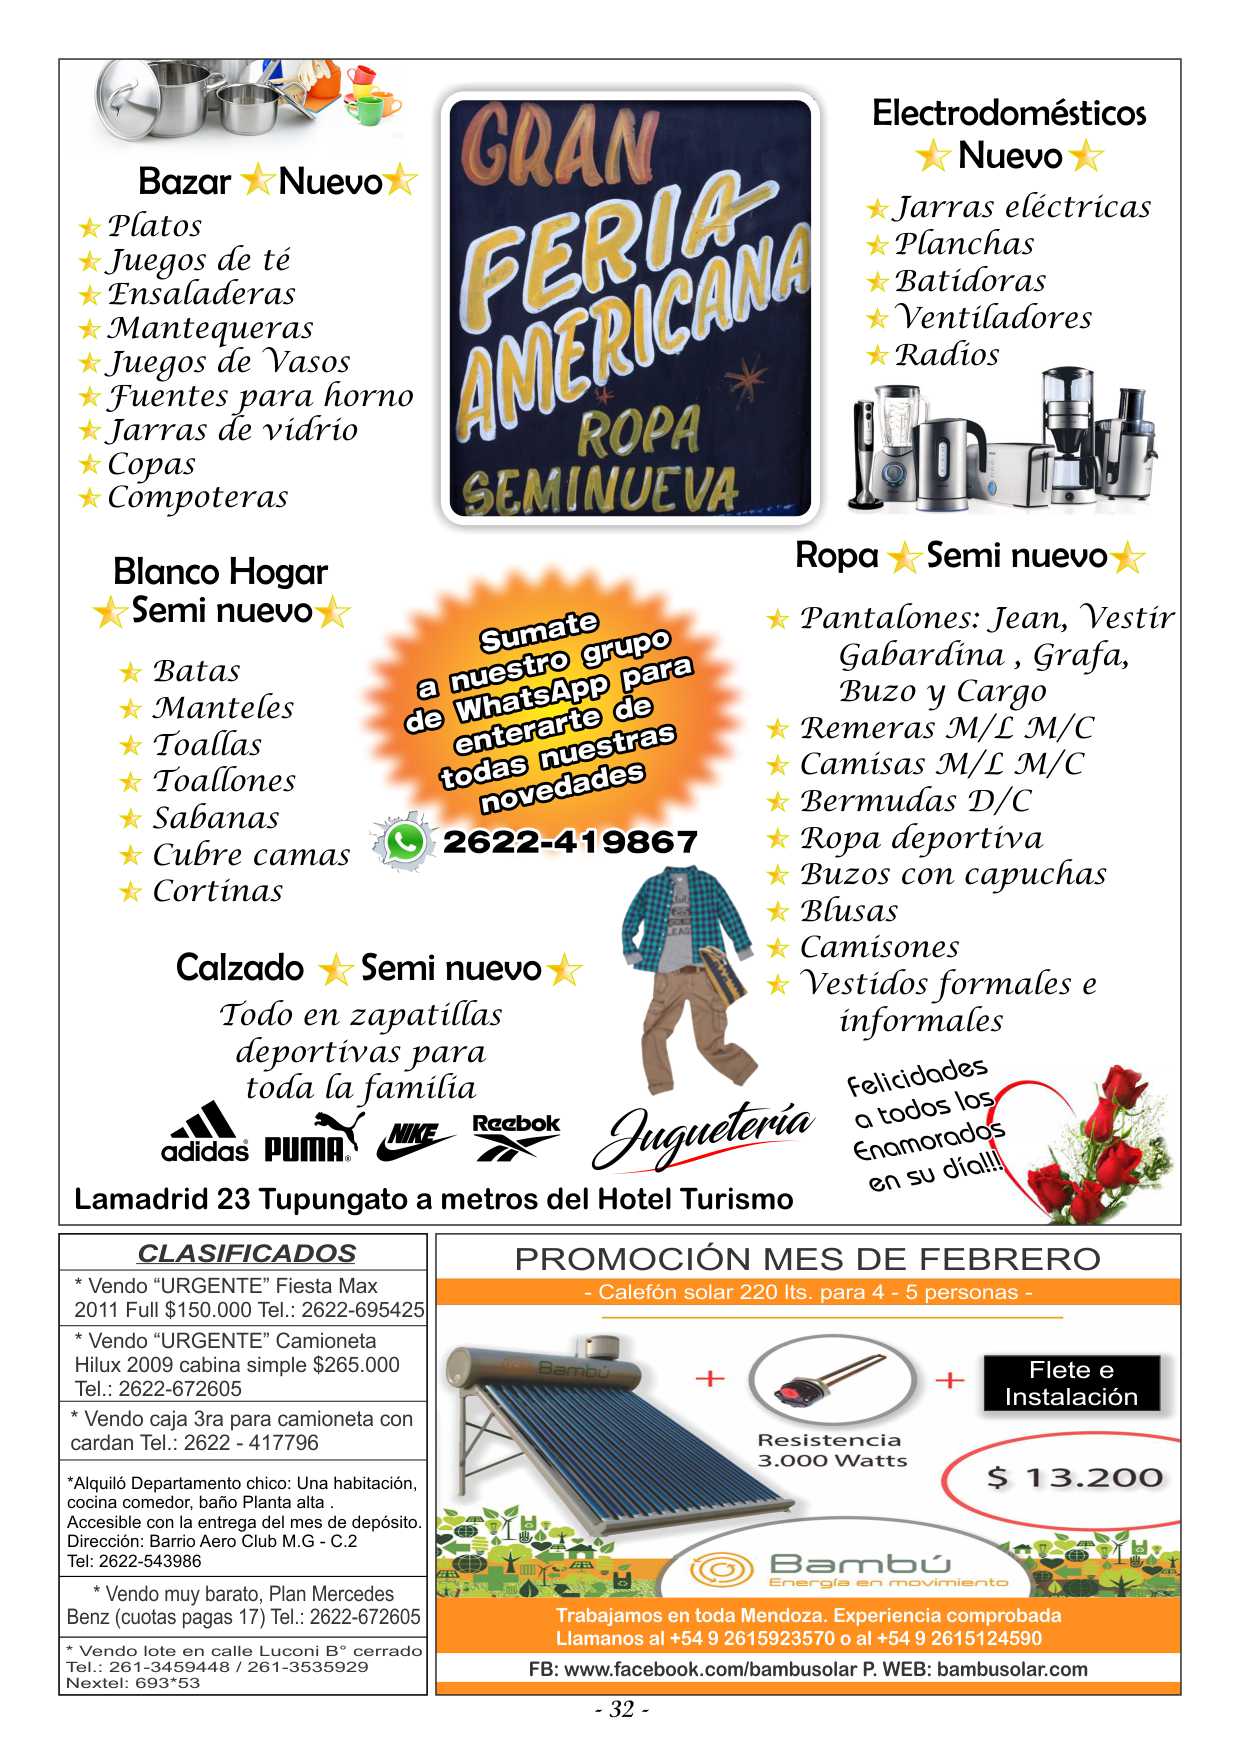 Bazar Nuevo
Platos
Juegos de té
Ensaladeras
Mantequeras
Juegos de Vasos
Fuentes para horno
Jarras de vidrio
Copas
Compoteras
GRAN
FERIA
AMERICANA
ROPA
SEMINUEVA
Electrodomésticos
Nuevo
Jarras eléctricas
Planchas
Batidoras
Ventiladores
Radios
Blanco Hogar
Semi nuevo
Batas
Manteles
Toallas
Toallones
Sabanas
Cubre camas
Cortinas
Sumate
a nuestro grupo
de WhatsApp para
enterarte de
todas nuestras
novedades
2622-419867
Ropa Semi nuevo
Pantalones: Jean, Vestir
Gabardina , Grafa,
Buzo y Cargo
Remeras M/L M/C
Camisas M/L M/C
Bermudas D/C
Ropa deportiva
Buzos con capuchas
Blusas
Camisones
Vestidos formales e
informales
Calzado Semi nuevo
Todo en zapatillas
deportivas para
toda la familia
adidas
PUMA
NIKE
Reebok
Juguetería
Felicidades
a todos los
Enamorados
en su día!!!
Lamadrid 23 Tupungato a metros del Hotel Turismo
CLASIFICADOS
* Vendo “URGENTE” Fiesta Max
2011 Full $150.000 Tel.: 2622-695425
* Vendo “URGENTE” Camioneta
Hilux 2009 cabina simple $265.000
Tel.: 2622-672605
* Vendo caja 3ra para camioneta con
cardan Tel.: 2622 - 417796
*Alquiló Departamento chico: Una habitación,
cocina comedor, baño Planta alta .
Accesible con la entrega del mes de depósito.
Dirección: Barrio Aero Club M.G - C.2
Tel: 2622-543986
* Vendo muy barato, Plan Mercedes
Benz (cuotas pagas 17) Tel.: 2622-672605
* Vendo lote en calle Luconi B° cerrado
Tel.: 261-3459448 / 261-3535929
Nextel: 693*53
PROMOCIÓN MES DE FEBRERO
- Calefón solar 220 lts. para 4 - 5 personas -
Bambú
+
+
Flete e
Instalación
Resistencia
3.000 Watts
$ 13.200
Bambú
Energía en movimiento
Trabajamos en toda Mendoza. Experiencia comprobada
Llamanos al +54 9 2615923570 o al +54 9 2615124590
FB: www.facebook.com/bambusolar P. WEB: bambusolar.com
- 32 -